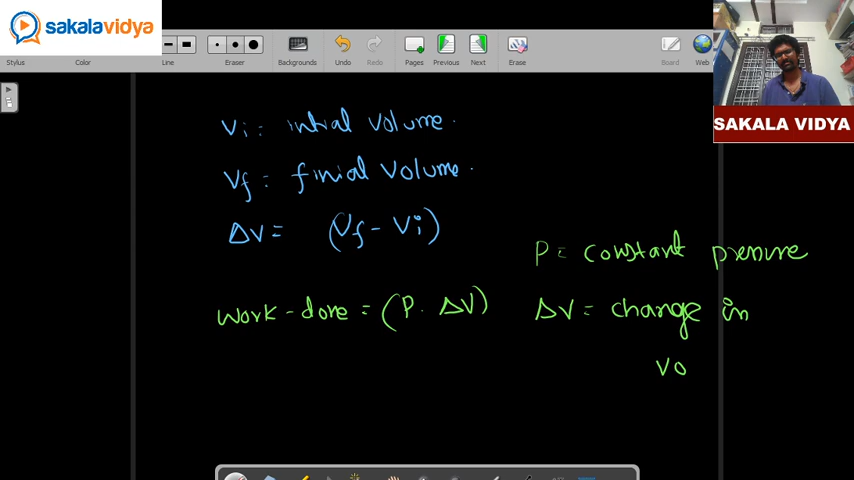 sakalavidya
Stylus Color Line Eraser Backgrounds Undo Redo Pages Previous Next Erase Board Web
SAKALA VIDYA
Vi: intial volume.
Vf: finial volume.
ΔV= (Vf - Vi)
P= constant pressure
work-done = (P. ΔV)
ΔV = change in
vo